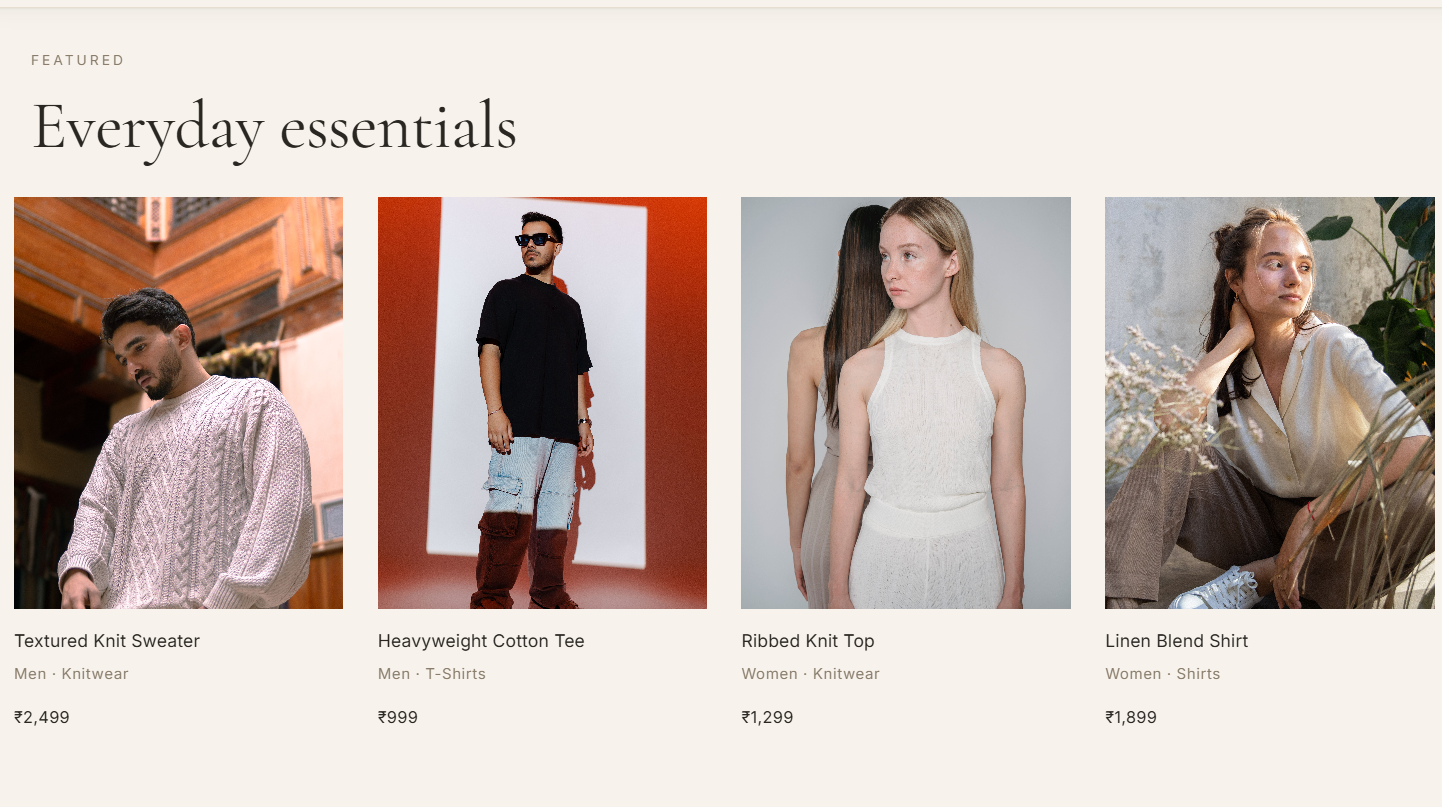 FEATURED
Everyday essentials
Textured Knit Sweater
Men · Knitwear
₹2,499
Heavyweight Cotton Tee
Men · T-Shirts
₹999
Ribbed Knit Top
Women · Knitwear
₹1,299
Linen Blend Shirt
Women · Shirts
₹1,899